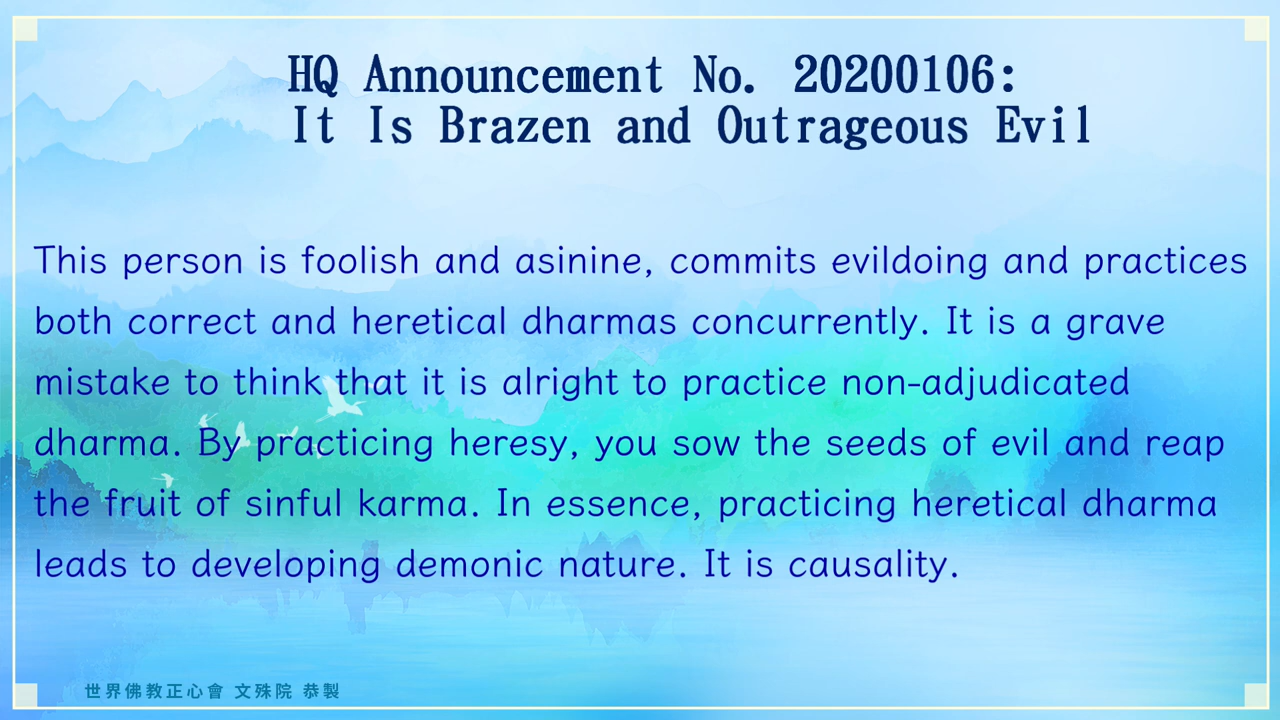 HQ Announcement No. 20200106:
It Is Brazen and Outrageous Evil
This person is foolish and asinine, commits evildoing and practices
both correct and heretical dharmas concurrently. It is a grave
mistake to think that it is alright to practice non-adjudicated
dharma. By practicing heresy, you sow the seeds of evil and reap
the fruit of sinful karma. In essence, practicing heretical dharma
leads to developing demonic nature. It is causality.
世界佛教正心會 文殊院 恭製